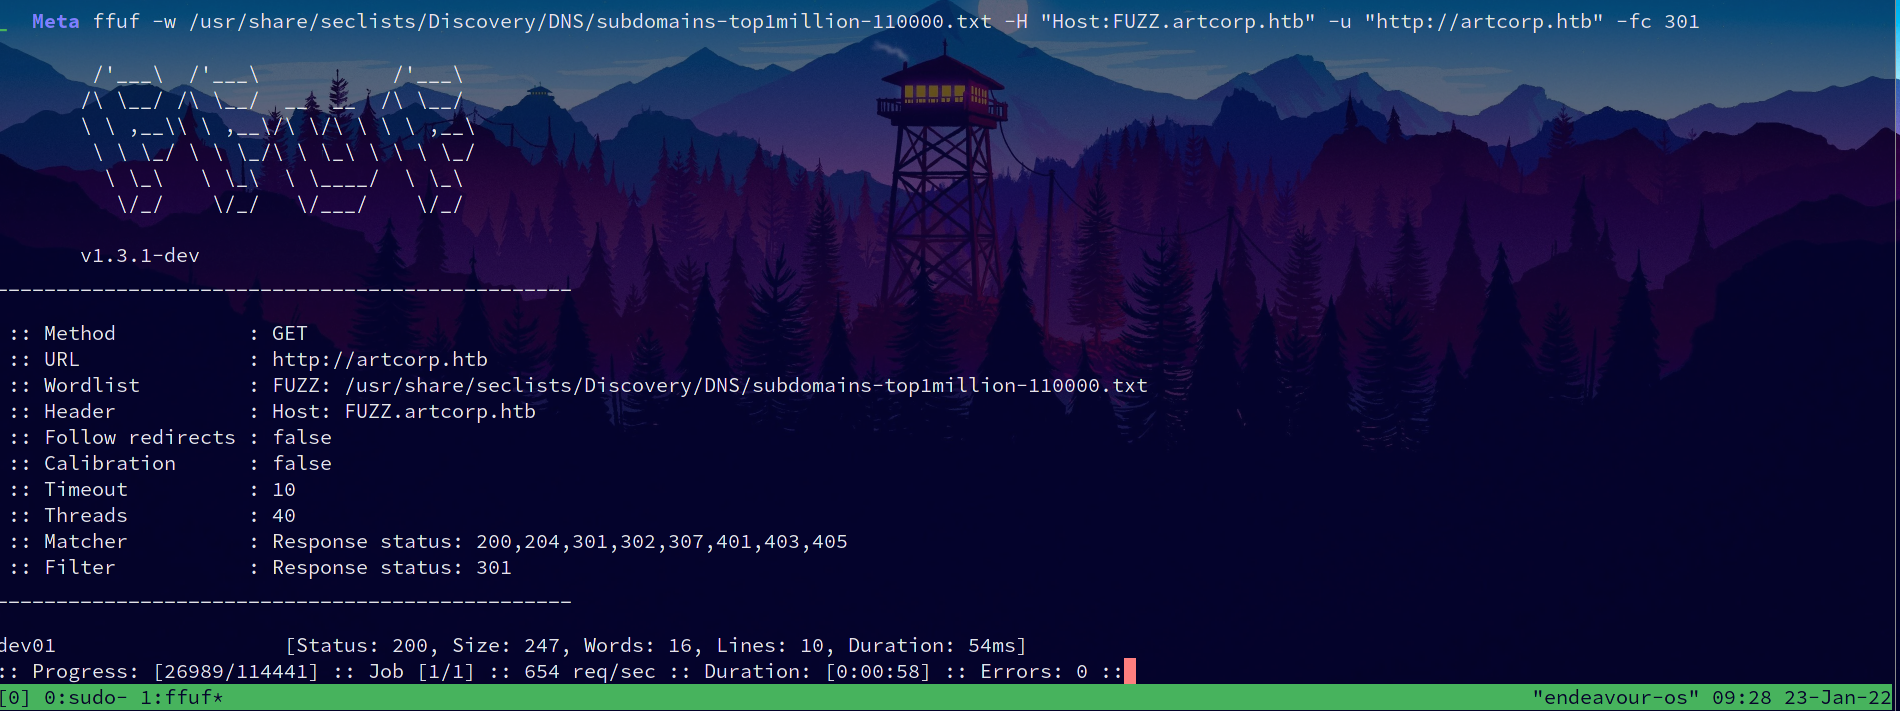 Meta ffuf -w /usr/share/seclists/Discovery/DNS/subdomains-top1million-110000.txt -H "Host:FUZZ.artcorp.htb" -u "http://artcorp.htb" -fc 301
        /'___\  /'___\           /'___\
       /\ \__/ /\ \__/  __  __  /\ \__/
       \ \ ,__\\ \ ,__\/\ \/\ \ \ \ ,__\
        \ \ \_/ \ \ \_/\ \ \_\ \ \ \ \_/
         \ \_\   \ \_\  \ \____/  \ \_\
          \/_/    \/_/   \/___/    \/_/
v1.3.1-dev
________________________________________________
:: Method           : GET
:: URL              : http://artcorp.htb
:: Wordlist         : FUZZ: /usr/share/seclists/Discovery/DNS/subdomains-top1million-110000.txt
:: Header           : Host: FUZZ.artcorp.htb
:: Follow redirects : false
:: Calibration      : false
:: Timeout          : 10
:: Threads          : 40
:: Matcher          : Response status: 200,204,301,302,307,401,403,405
:: Filter           : Response status: 301
________________________________________________
dev01                   [Status: 200, Size: 247, Words: 16, Lines: 10, Duration: 54ms]
:: Progress: [26989/114441] :: Job [1/1] :: 654 req/sec :: Duration: [0:00:58] :: Errors: 0 ::
[0] 0:sudo- 1:ffuf* "endeavour-os" 09:28 23-Jan-22